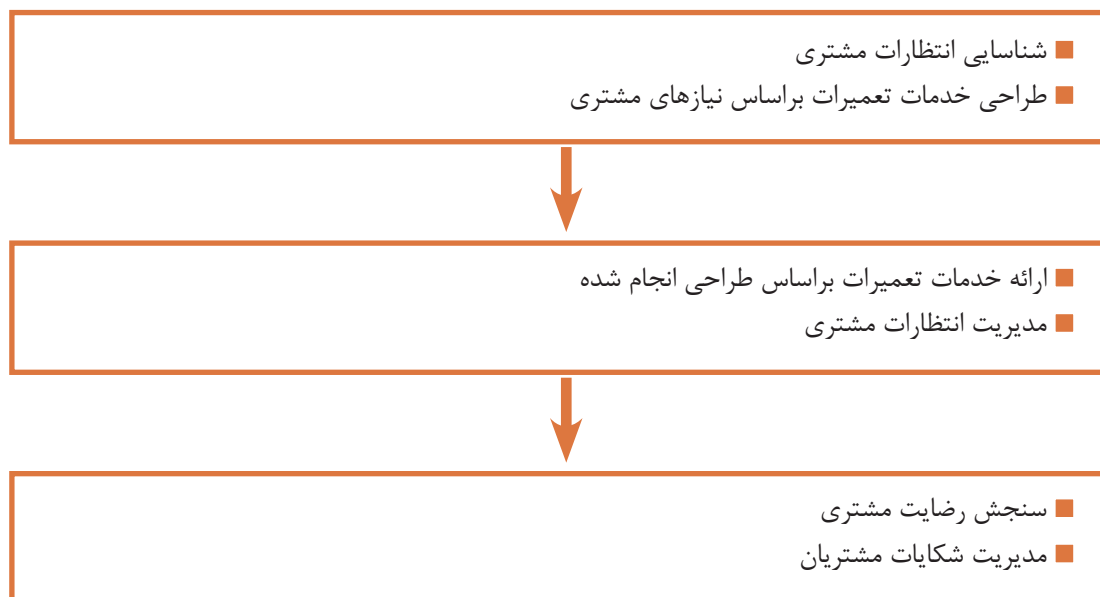 ■ شناسایی انتظارات مشتری
■ طراحی خدمات تعمیرات براساس نیازهای مشتری
■ ارائه خدمات تعمیرات براساس طراحی انجام شده
■ مدیریت انتظارات مشتری
■ سنجش رضایت مشتری
■ مدیریت شکایات مشتریان